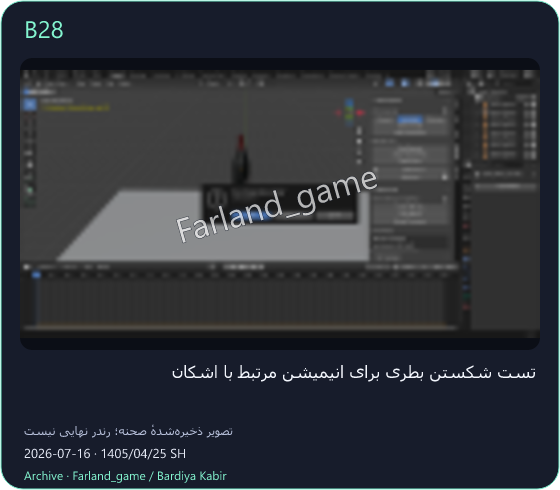 B28
Farland_game
تست شکستن بطری برای انیمیشن مرتبط با اشکان
تصویر ذخیره‌شدهٔ صحنه؛ رندر نهایی نیست
2026-07-16 · 1405/04/25 SH
Archive · Farland_game / Bardiya Kabir